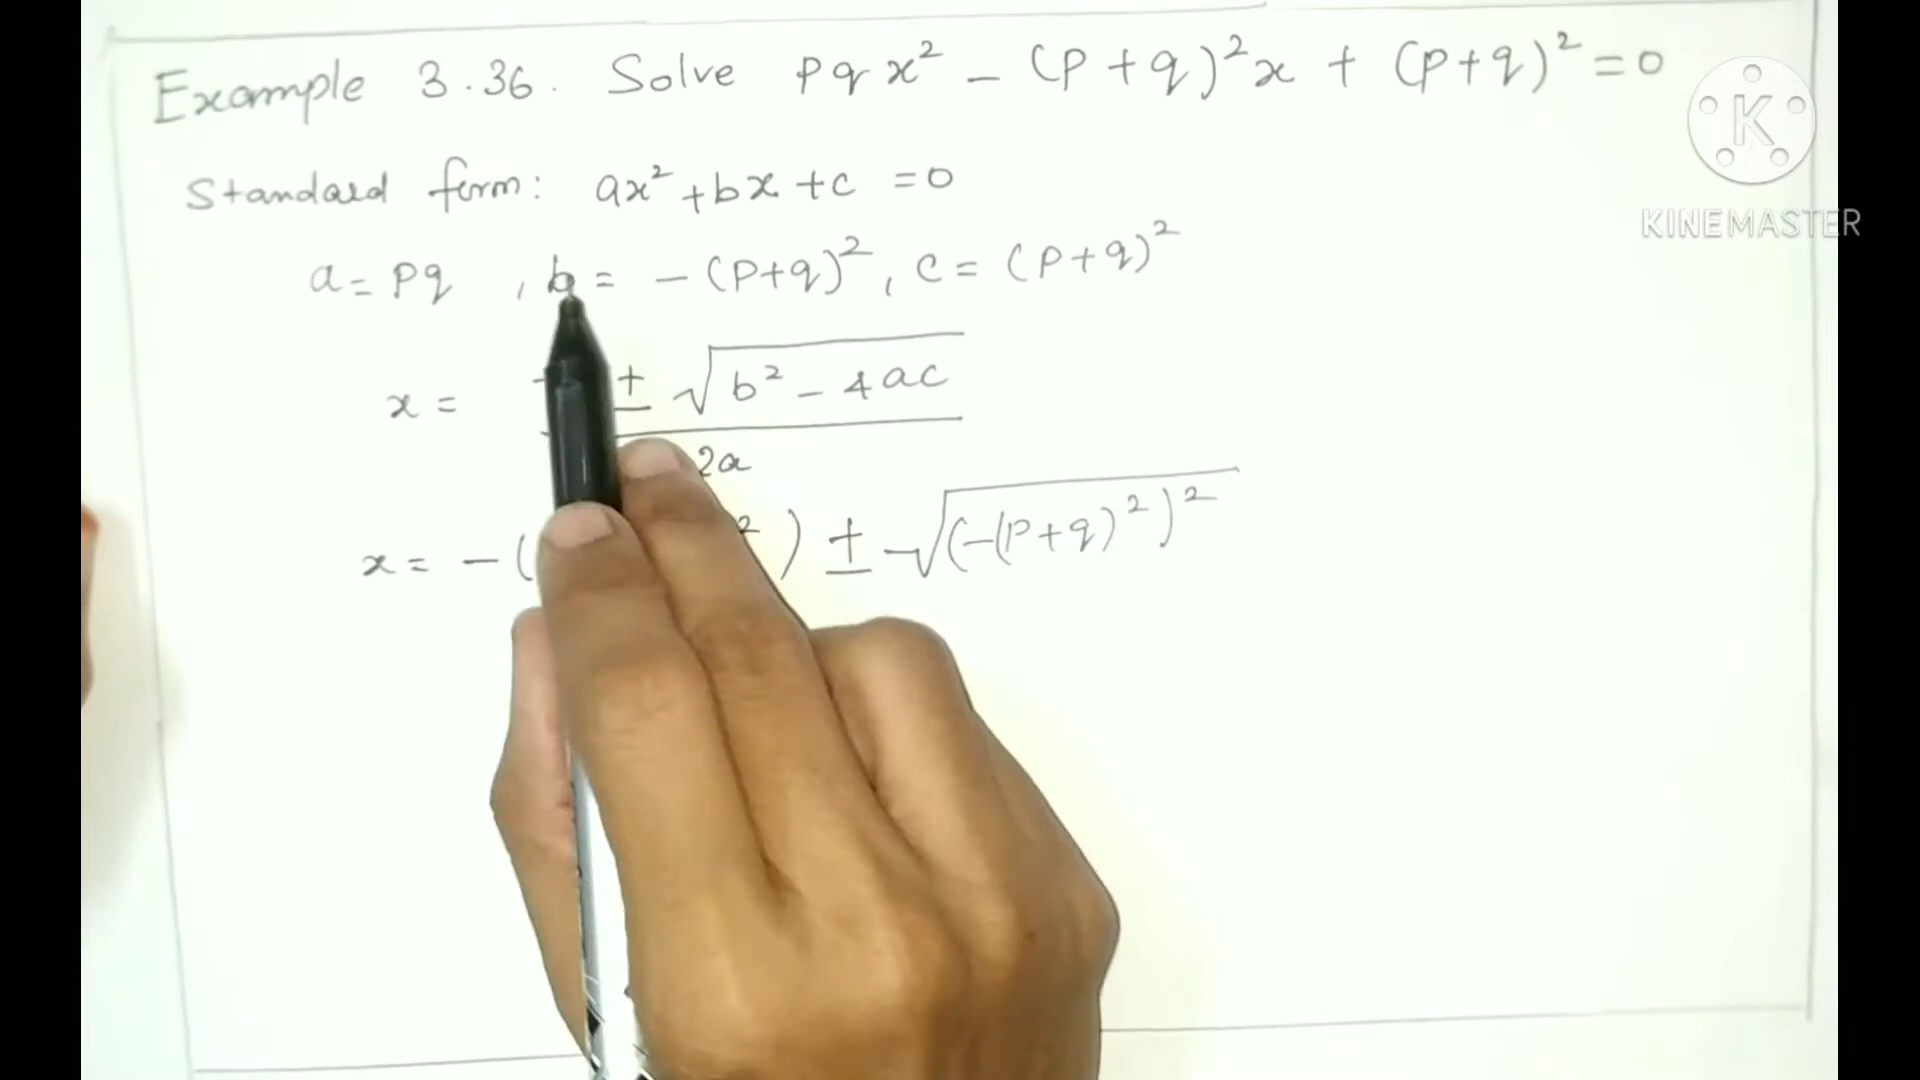 Example 3.36. Solve pqx² - (p+q)²x + (p+q)² = 0
K
KINEMASTER
Standard form: ax² + bx + c = 0
a = pq , b = -(p+q)², c = (p+q)²
x = ± √(b² - 4ac)
2a
x = -( ²) ± √(-(p+q)²)²